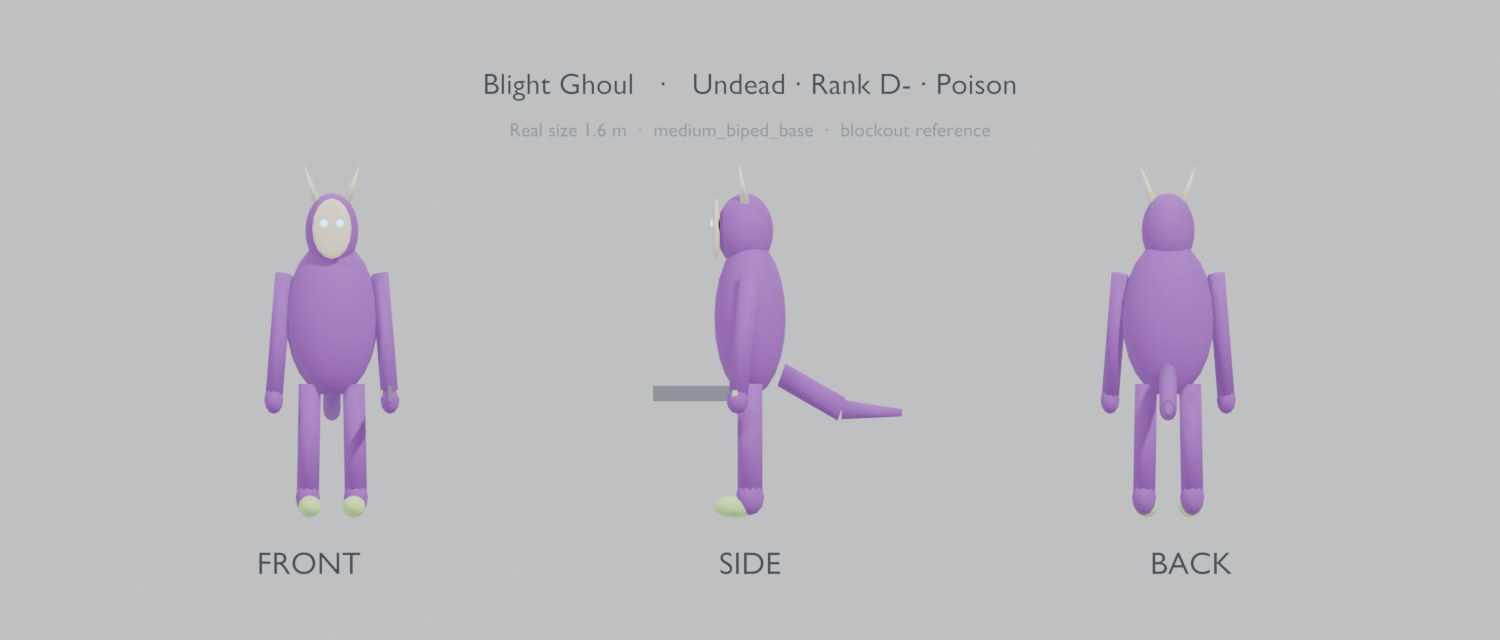 Blight Ghoul · Undead · Rank D- · Poison
Real size 1.6 m · medium_biped_base · blockout reference
FRONT
SIDE
BACK